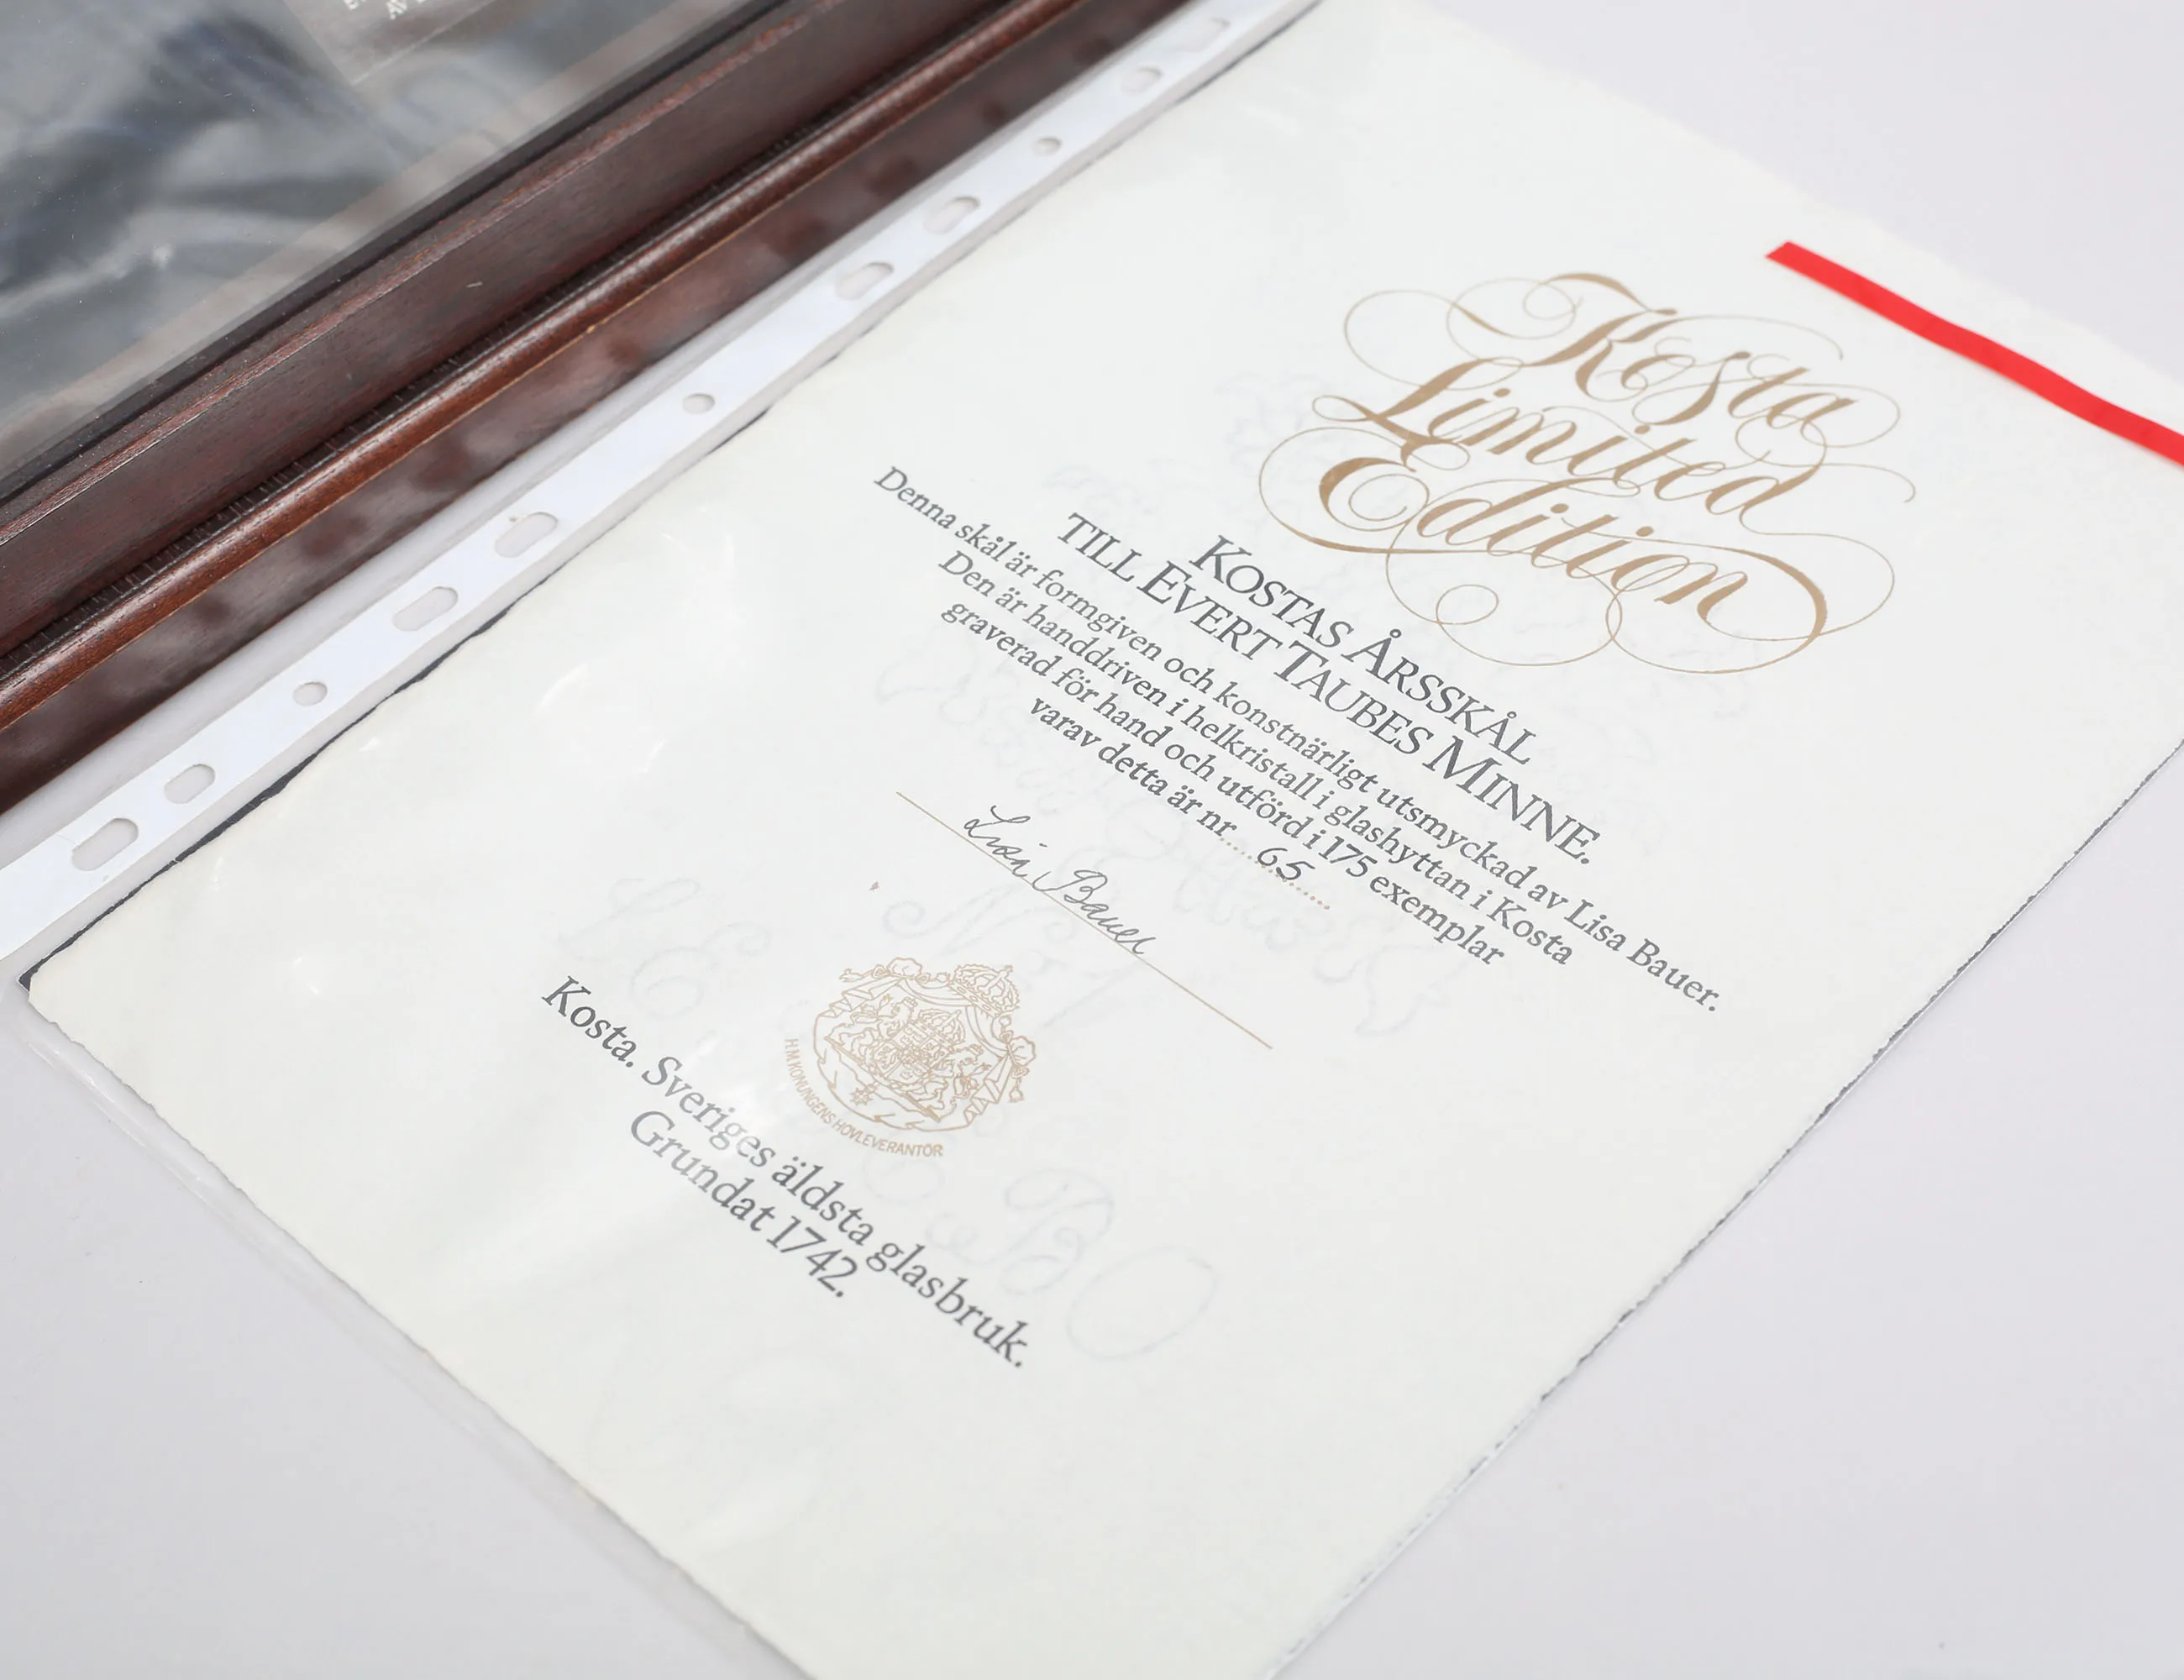 Kosta
Limited
Edition
KOSTAS ÅRSSKÅL
TILL EVERT TAUBES MINNE.
Denna skål är formgiven och konstnärligt utsmyckad av Lisa Bauer.
Den är handdriven i helkristall i glashyttan i Kosta
graverad för hand och utförd i 175 exemplar
varav detta är nr. 65
Lisa Bauer
H.M. KONUNGENS HOVLEVERANTÖR
Kosta. Sveriges äldsta glasbruk.
Grundat 1742.